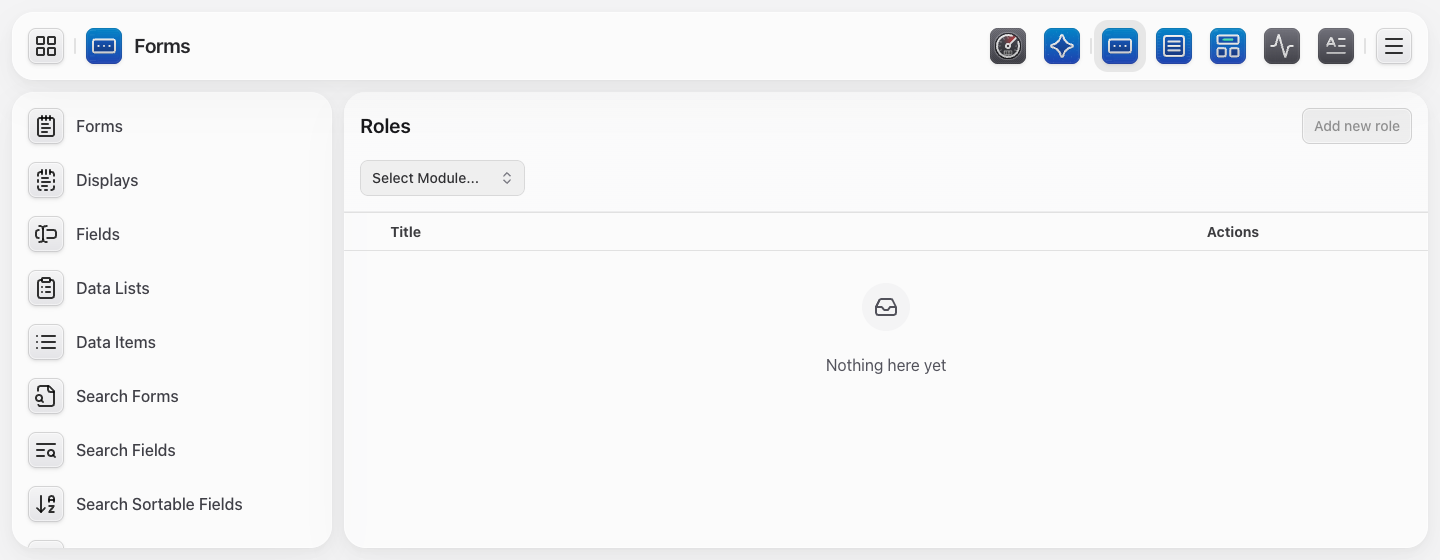 Forms
Forms
Displays
Fields
Data Lists
Data Items
Search Forms
Search Fields
Search Sortable Fields
Roles
Add new role
Select Module...
Title
Actions
Nothing here yet